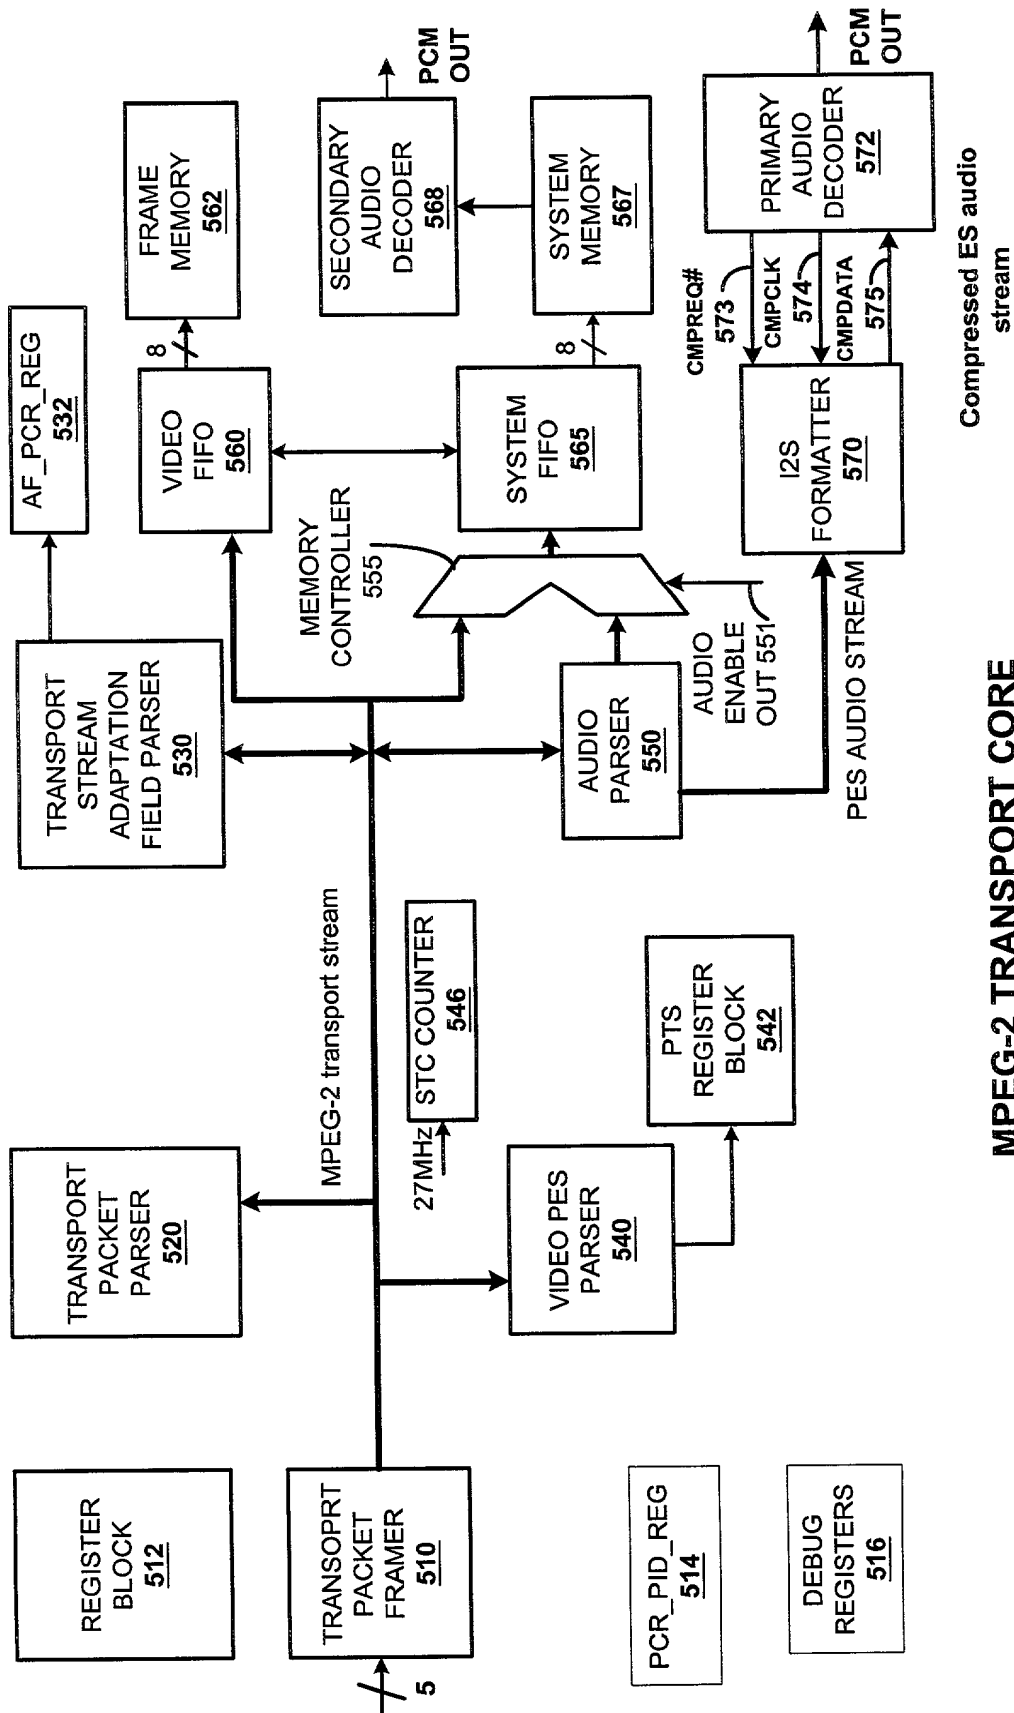 REGISTER
BLOCK
512
TRANSOPRT
PACKET
FRAMER
510
5
PCR_PID_REG
514
DEBUG
REGISTERS
516
TRANSPORT
PACKET
PARSER
520
MPEG-2 transport stream
27MHz
STC COUNTER
546
VIDEO PES
PARSER
540
PTS
REGISTER
BLOCK
542
TRANSPORT
STREAM
ADAPTATION
FIELD PARSER
530
AF_PCR_REG
532
VIDEO
FIFO
560
8
FRAME
MEMORY
562
MEMORY
CONTROLLER
555
AUDIO
PARSER
550
AUDIO
ENABLE
OUT 551
SYSTEM
FIFO
565
8
SYSTEM
MEMORY
567
SECONDARY
AUDIO
DECODER
568
PCM
OUT
PES AUDIO STREAM
I2S
FORMATTER
570
CMPREQ#
573
CMPCLK
574
CMPDATA
575
PRIMARY
AUDIO
DECODER
572
PCM
OUT
Compressed ES audio
stream
MPEG-2 TRANSPORT CORE